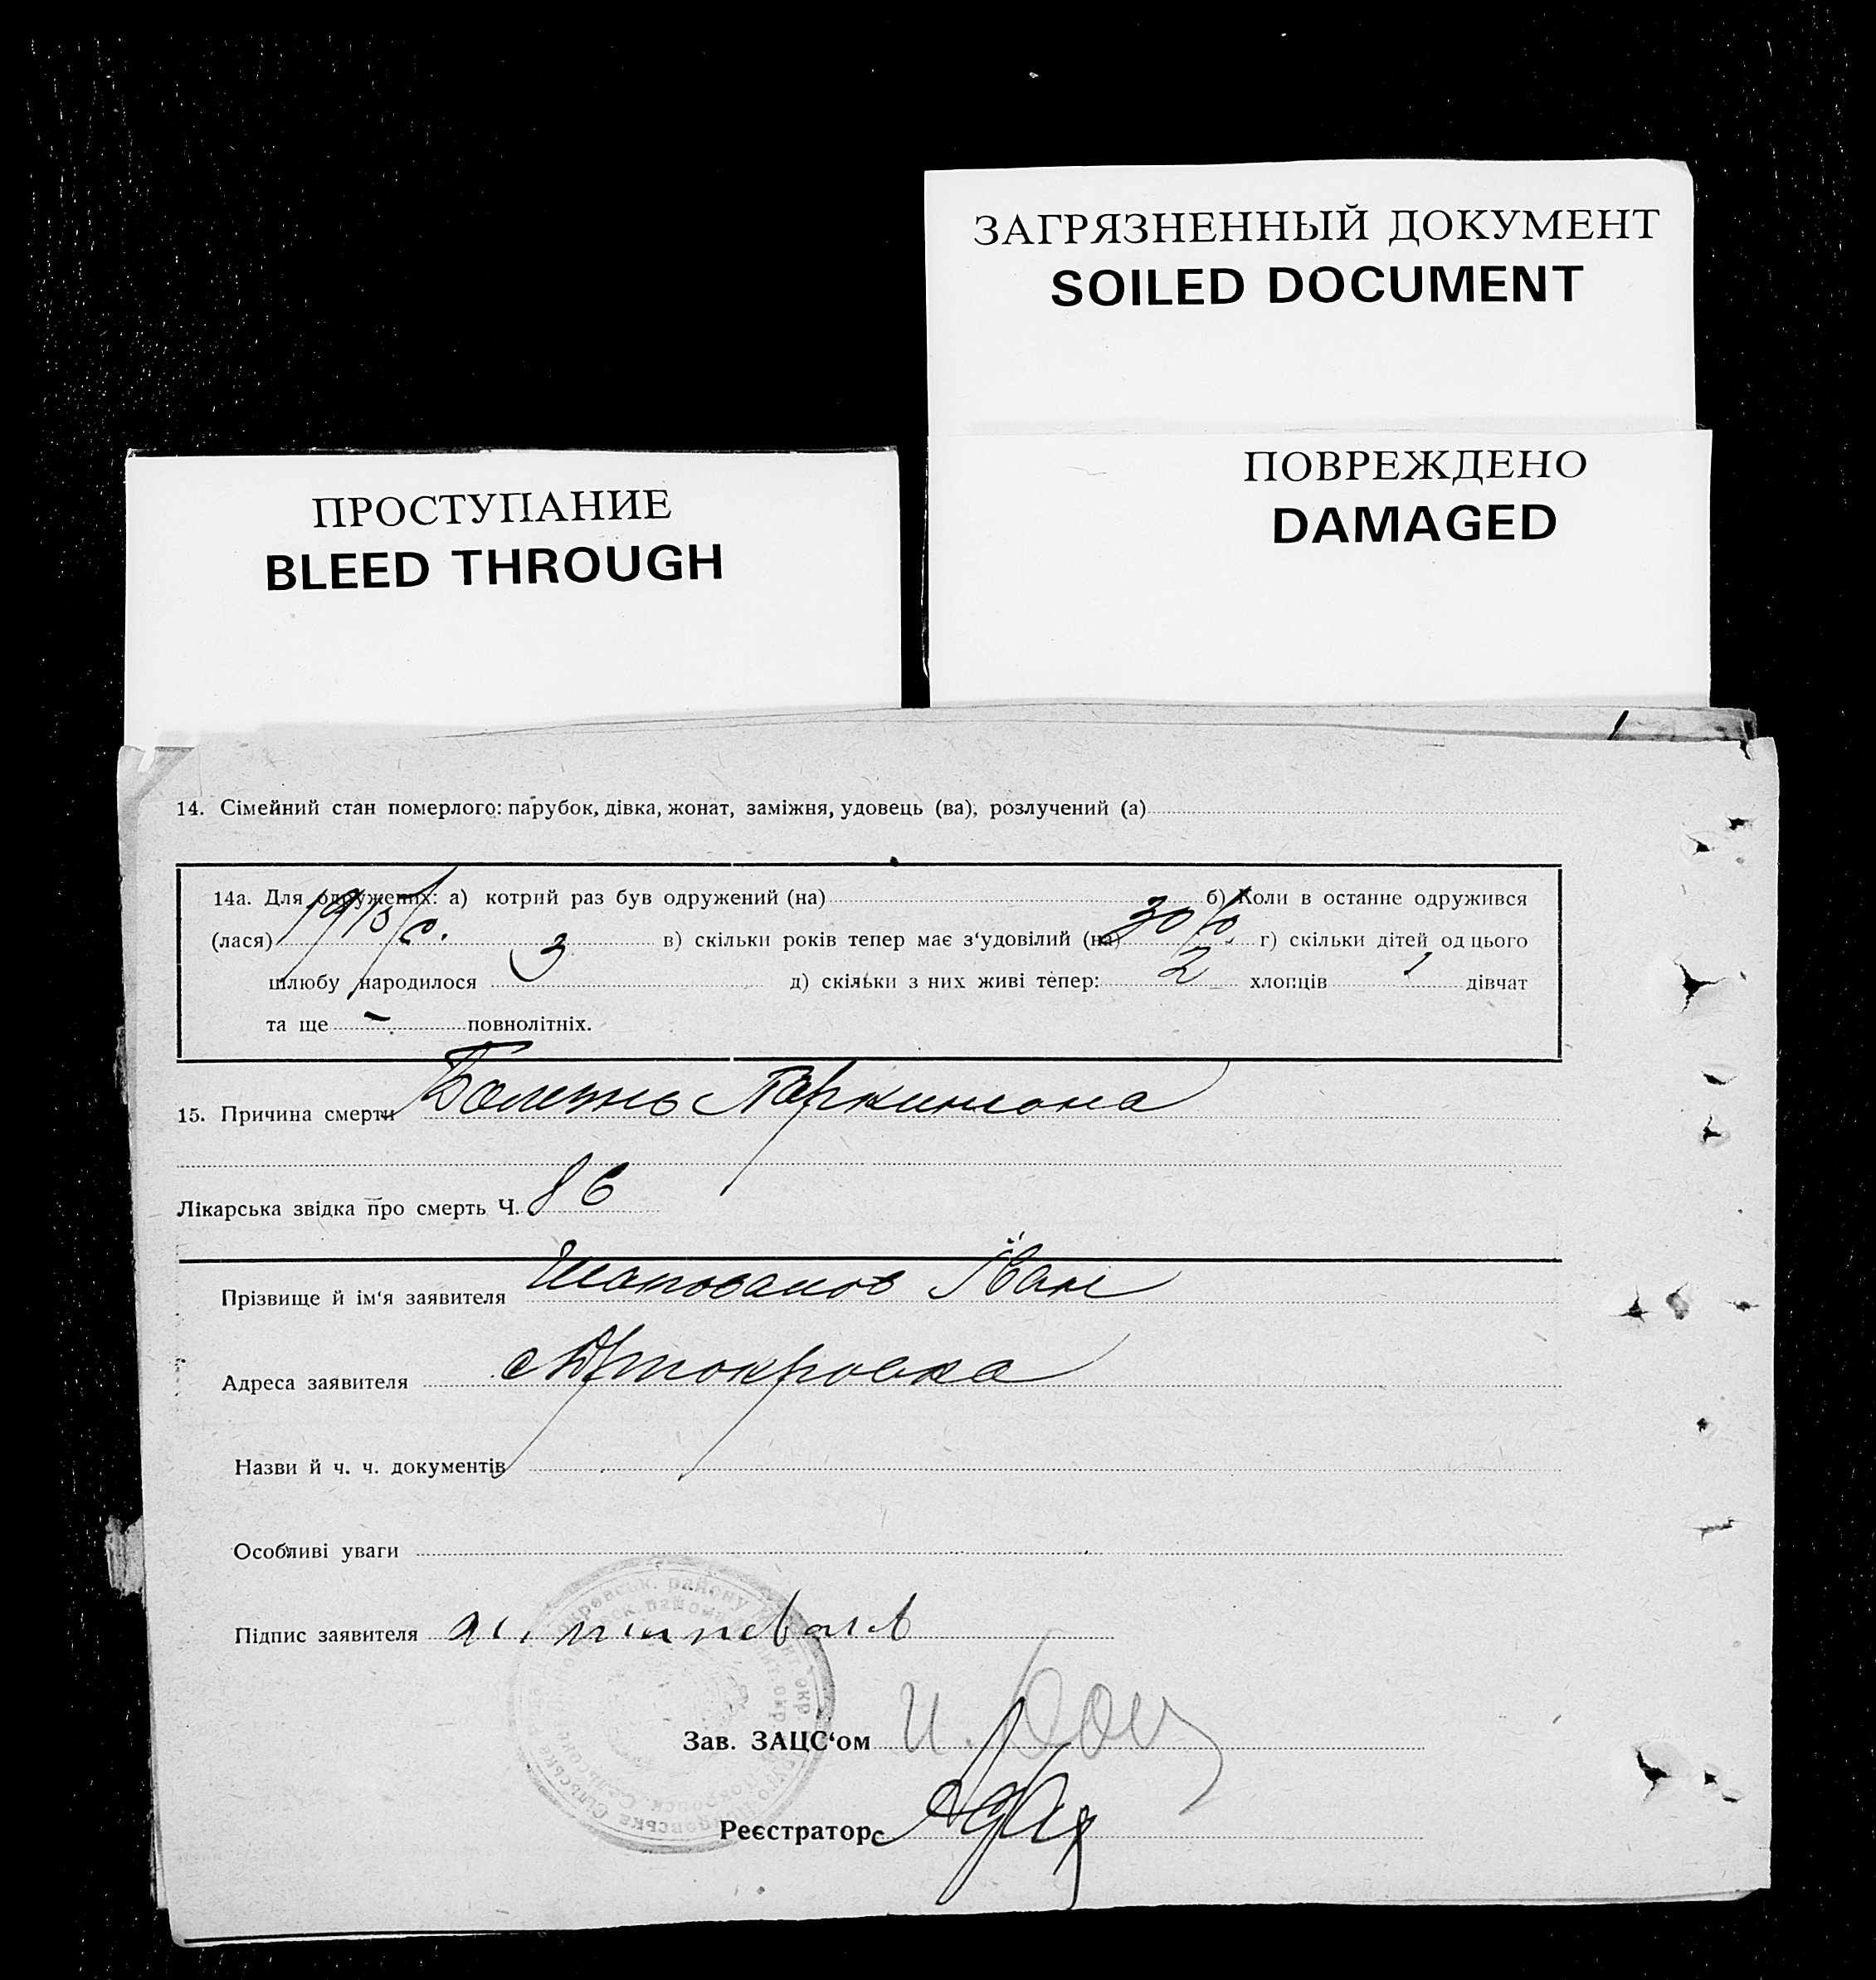 ЗАГРЯЗНЕННЫЙ ДОКУМЕНТ
SOILED DOCUMENT
ПОВРЕЖДЕНО
DAMAGED
ПРОСТУПАНИЕ
BLEED THROUGH
14. Сімейний стан померлого: парубок, дівка, жонат, заміжня, удовець (ва), розлучений (а)
14а. Для одружених: а) котрий раз був одружений (на) б) Коли в останне одружився
(лася) 191 3 в) скільки років тепер має з‘удовілий (на) 30 г) скільки дітей од цього
шлюбу народилося 3 д) скільки з них живі тепер: 2 хлопців 1 дівчат
та ще – повнолітніх.
15. Причина смерти Болезнь Паркинсона
Лікарська звідка про смерть Ч. 86
Прізвище й ім‘я заявителя Шаповалов Іван
Адреса заявителя
Назви й ч. ч. документів
Особливі уваги
Підпис заявителя
Зав. ЗАЦС‘ом
Реєстратор